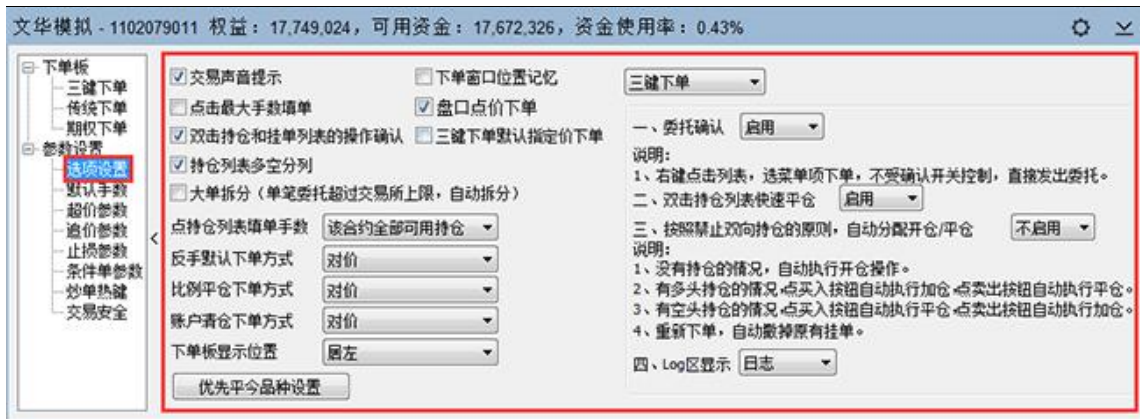 文华模拟 - 1102079011 权益：17,749,024，可用资金：17,672,326，资金使用率：0.43%
下单板
三键下单
传统下单
期权下单
参数设置
选项设置
默认手数
超价参数
追价参数
止损参数
条件单参数
炒单热键
交易安全
交易声音提示
下单窗口位置记忆
点击最大手数填单
盘口点价下单
双击持仓和挂单列表的操作确认
三键下单默认指定价下单
持仓列表多空分列
大单拆分（单笔委托超过交易所上限，自动拆分）
点持仓列表填单手数 该合约全部可用持仓
反手默认下单方式 对价
比例平仓下单方式 对价
账户清仓下单方式 对价
下单板显示位置 居左
优先平今品种设置
三键下单
一、委托确认 启用
说明：
1、右键点击列表，选菜单项下单，不受确认开关控制，直接发出委托。
二、双击持仓列表快速平仓 启用
三、按照禁止双向持仓的原则，自动分配开仓/平仓 不启用
说明：
1、没有持仓的情况，自动执行开仓操作。
2、有多头持仓的情况，点买入按钮自动执行加仓，点卖出按钮自动执行平仓。
3、有空头持仓的情况，点买入按钮自动执行平仓，点卖出按钮自动执行加仓。
4、重新下单，自动撤掉原有挂单。
四、Log区显示 日志